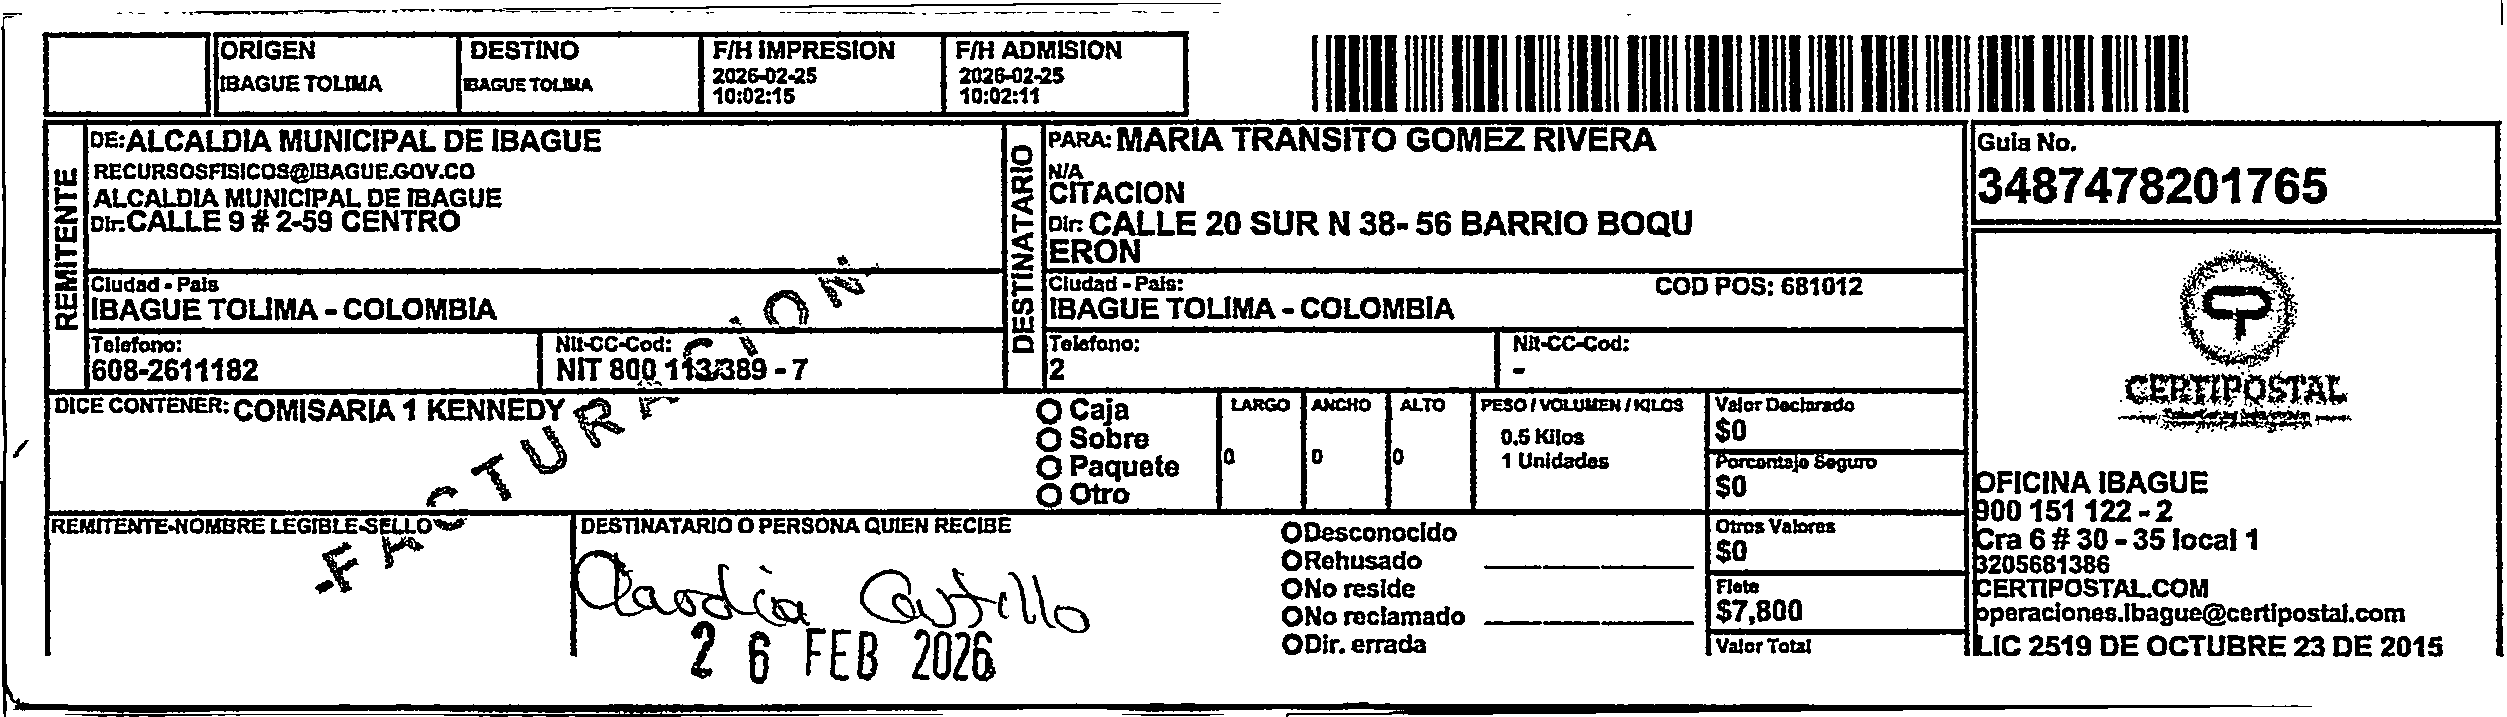 ORIGEN
IBAGUE TOLIMA
DESTINO
IBAGUE TOLIMA
F/H IMPRESION
2026-02-25
10:02:15
F/H ADMISION
2026-02-25
10:02:11
REMITENTE
DE: ALCALDIA MUNICIPAL DE IBAGUE
RECURSOSFISICOS@IBAGUE.GOV.CO
ALCALDIA MUNICIPAL DE IBAGUE
Dir: CALLE 9 # 2-59 CENTRO
Ciudad - Pais
IBAGUE TOLIMA - COLOMBIA
Telefono:
608-2611182
Nit-CC-Cod:
NIT 800 113389 - 7
DESTINATARIO
PARA: MARIA TRANSITO GOMEZ RIVERA
N/A
CITACION
Dir: CALLE 20 SUR N 38- 56 BARRIO BOQU
ERON
Ciudad - Pais:
COD POS: 681012
IBAGUE TOLIMA - COLOMBIA
Telefono:
2
Nit-CC-Cod:
-
Guia No.
3487478201765
DICE CONTENER: COMISARIA 1 KENNEDY
-FACTURACION
Caja
Sobre
Paquete
Otro
LARGO
0
ANCHO
0
ALTO
0
PESO / VOLUMEN / KILOS
0.5 Kilos
1 Unidades
Valor Declarado
$0
Porcentaje Seguro
$0
Otros Valores
$0
Flete
$7,800
Valor Total
REMITENTE-NOMBRE LEGIBLE-SELLO
DESTINATARIO O PERSONA QUIEN RECIBE
Claudia Castillo
26 FEB 2026
Desconocido
Rehusado
No reside
No reclamado
Dir. errada
CERTIPOSTAL
OFICINA IBAGUE
900 151 122 - 2
Cra 6 # 30 - 35 local 1
3205681386
CERTIPOSTAL.COM
operaciones.ibague@certipostal.com
LIC 2519 DE OCTUBRE 23 DE 2015